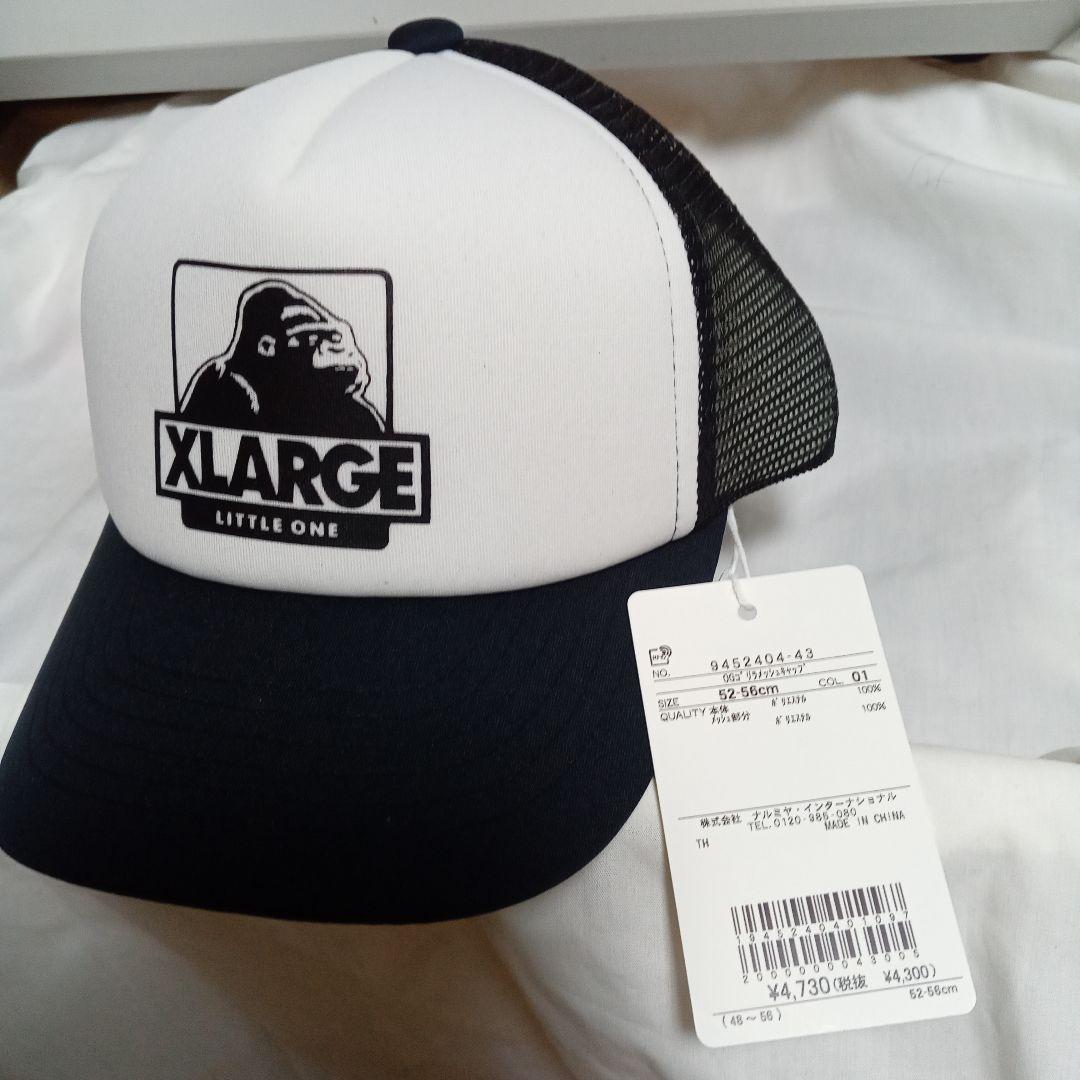 XLARGE
LITTLE ONE
NO. 9452404-43
OGゴリラメッシュキャップ
SIZE 52-56cm COL. 01
QUALITY 本体 ポリエステル 100%
メッシュ部分 ポリエステル 100%
株式会社 ナルミヤ・インターナショナル
TEL.0120-985-080
MADE IN CHINA
TH
1945240401097
2000000043005
¥4,730(税抜 ¥4,300)
52-56cm
(48~56)